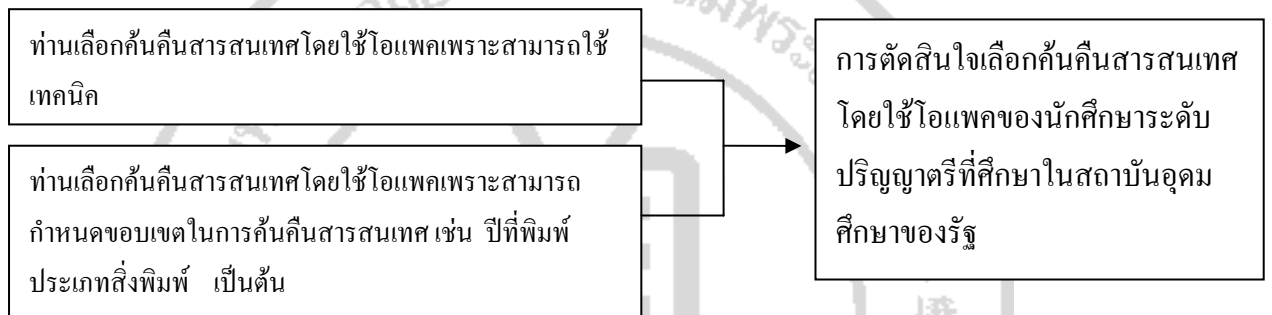 ท่านเลือกค้นคืนสารสนเทศโดยใช้โอแพคเพราะสามารถใช้
เทคนิค
ท่านเลือกค้นคืนสารสนเทศโดยใช้โอแพคเพราะสามารถ
กำหนดขอบเขตในการค้นคืนสารสนเทศ เช่น ปีที่พิมพ์
ประเภทสิ่งพิมพ์ เป็นต้น
การตัดสินใจเลือกค้นคืนสารสนเทศ
โดยใช้โอแพคของนักศึกษาระดับ
ปริญญาตรีที่ศึกษาในสถาบันอุดม
ศึกษาของรัฐ